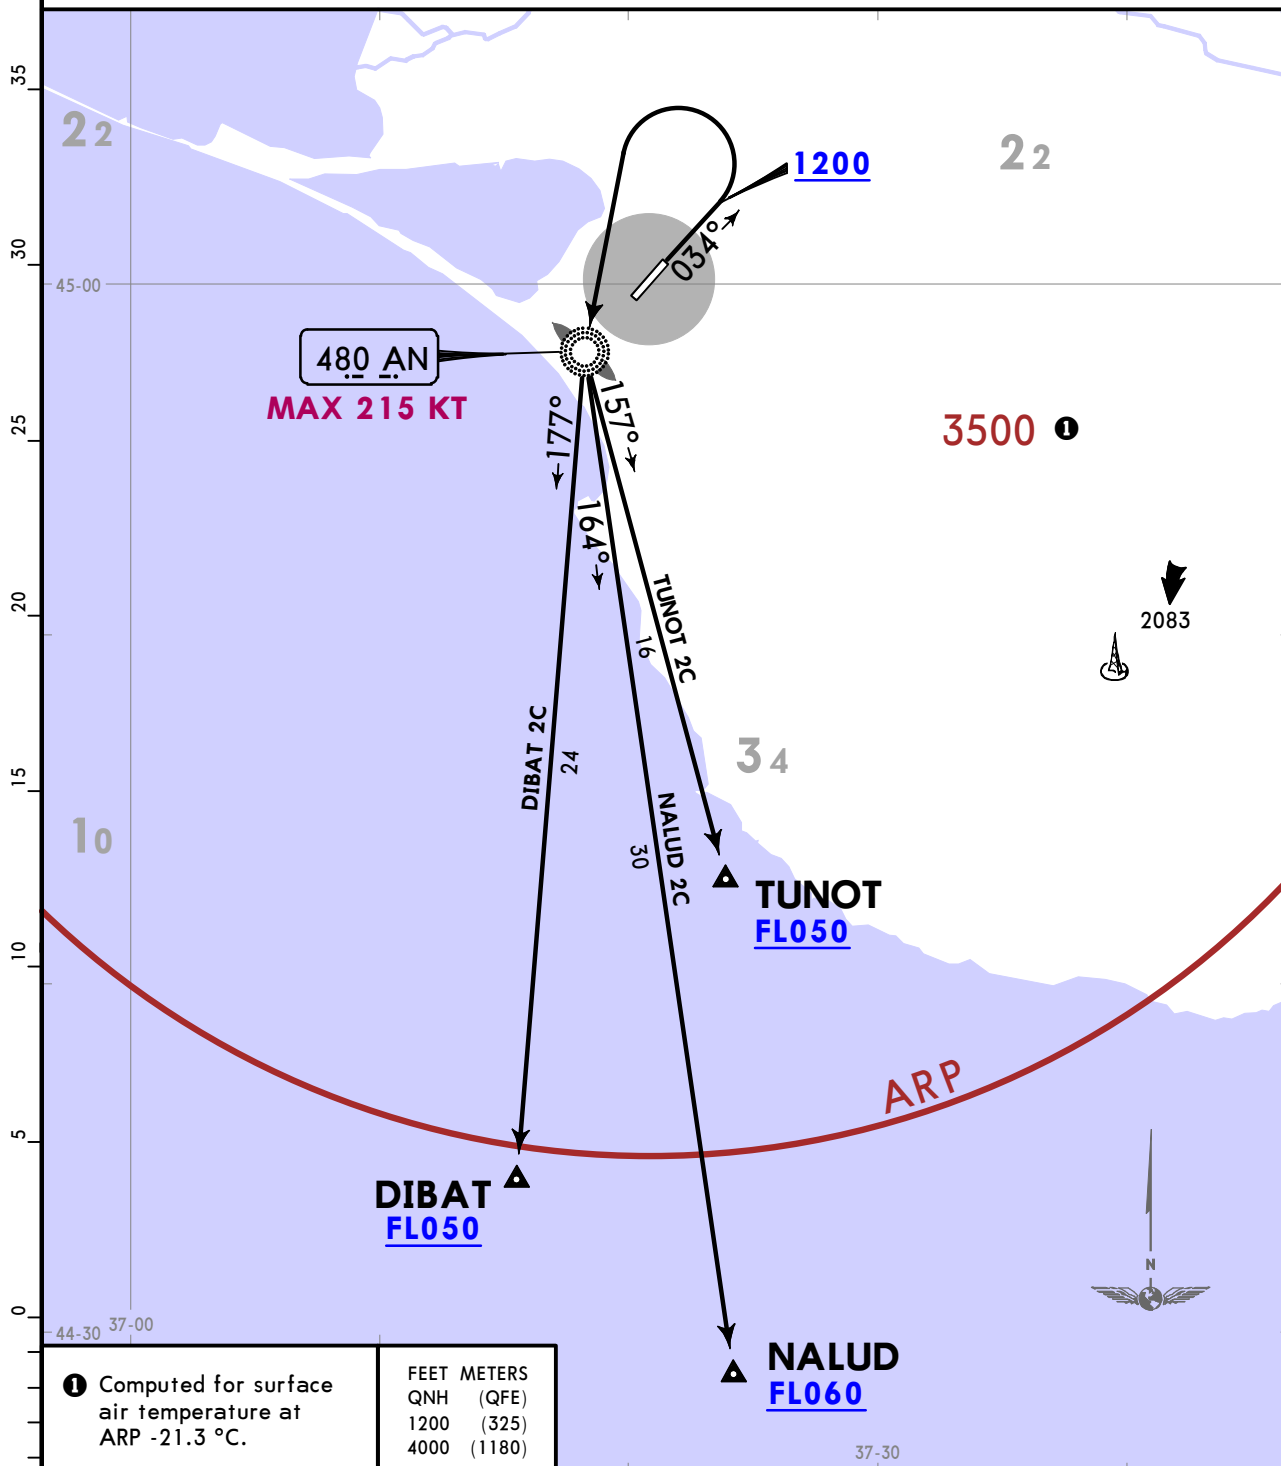 35
30
25
20
15
10
5
0
22
22
1200
034°
45-00
480 AN
MAX 215 KT
177°
157°
164°
3500 1
2083
TUNOT 2C
16
DIBAT 2C
24
34
10
NALUD 2C
30
TUNOT
FL050
ARP
DIBAT
FL050
N
37-00
44-30
NALUD
FL060
37-30
1 Computed for surface
air temperature at
ARP -21.3 °C.
FEET METERS
QNH (QFE)
1200 (325)
4000 (1180)